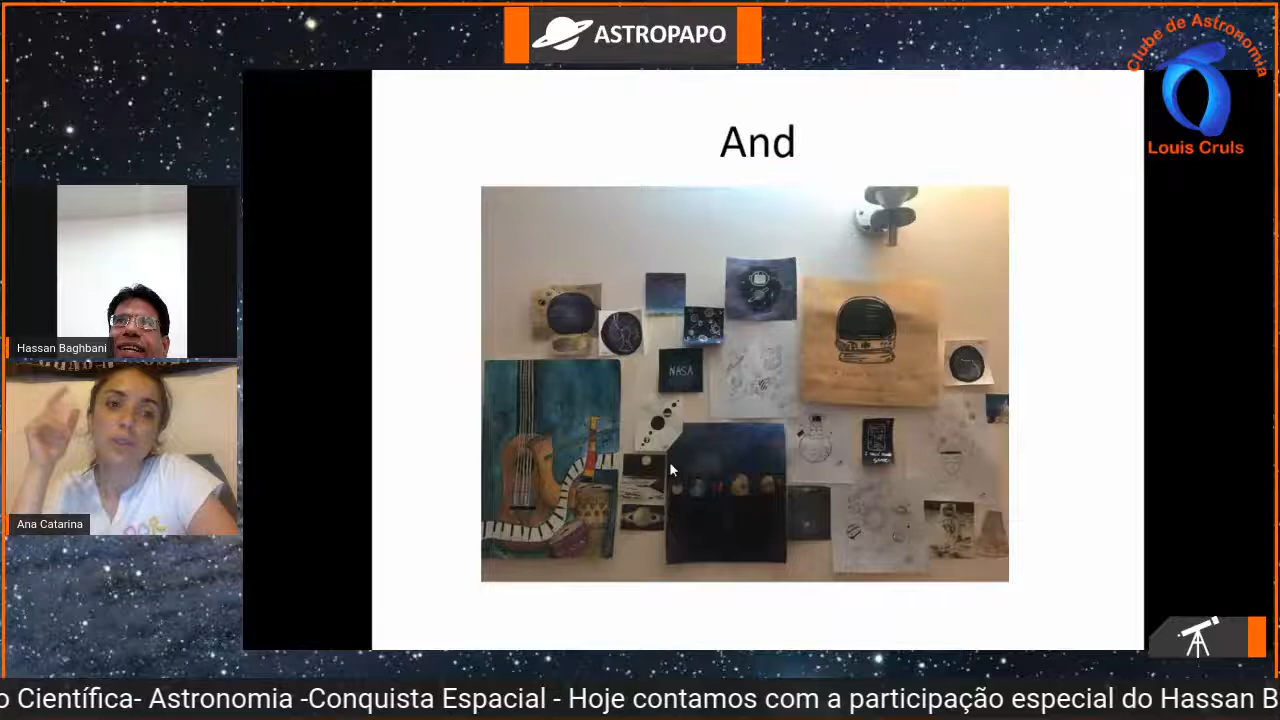 ASTROPAPO
Clube de Astronomia
Louis Cruls
And
NASA
Hassan Baghbani
Ana Catarina
o Científica- Astronomia -Conquista Espacial - Hoje contamos com a participação especial do Hassan B